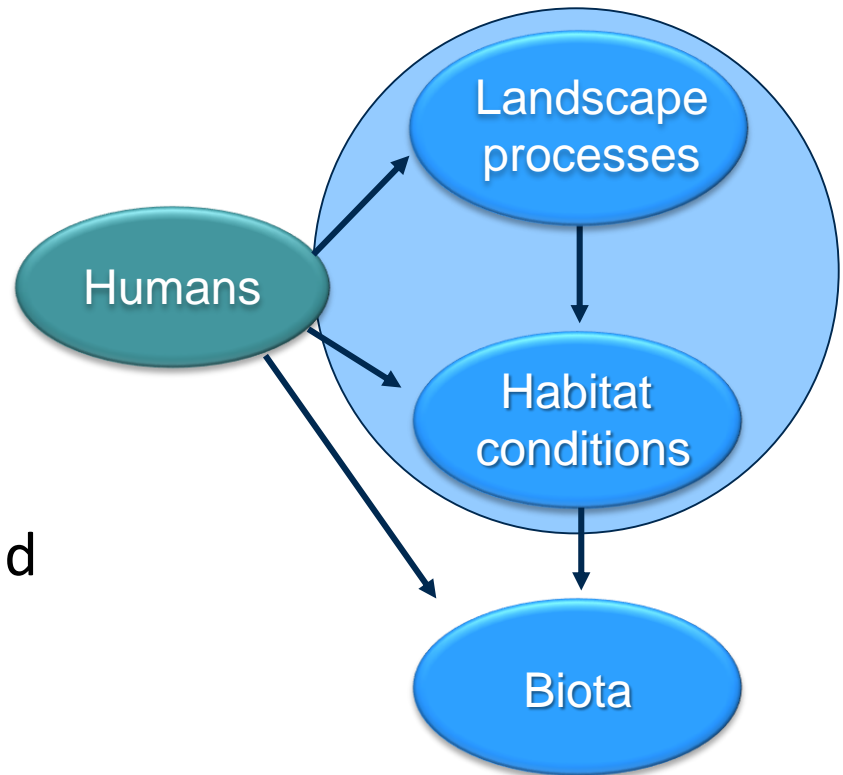 Landscape
processes
Humans
Habitat
conditions
d
Biota